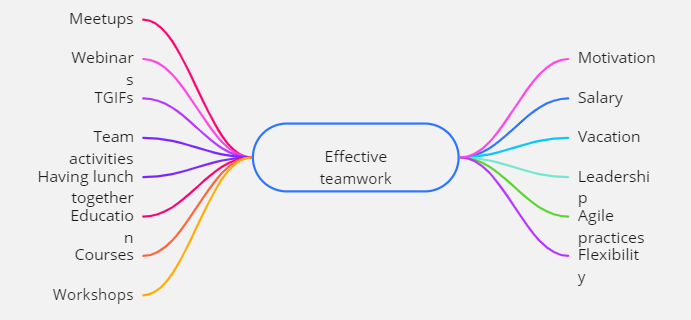 Meetups
Webinar
s
TGIFs
Team
activities
Having lunch
together
Educatio
n
Courses
Workshops
Effective
teamwork
Motivation
Salary
Vacation
Leadershi
p
Agile
practices
Flexibilit
y